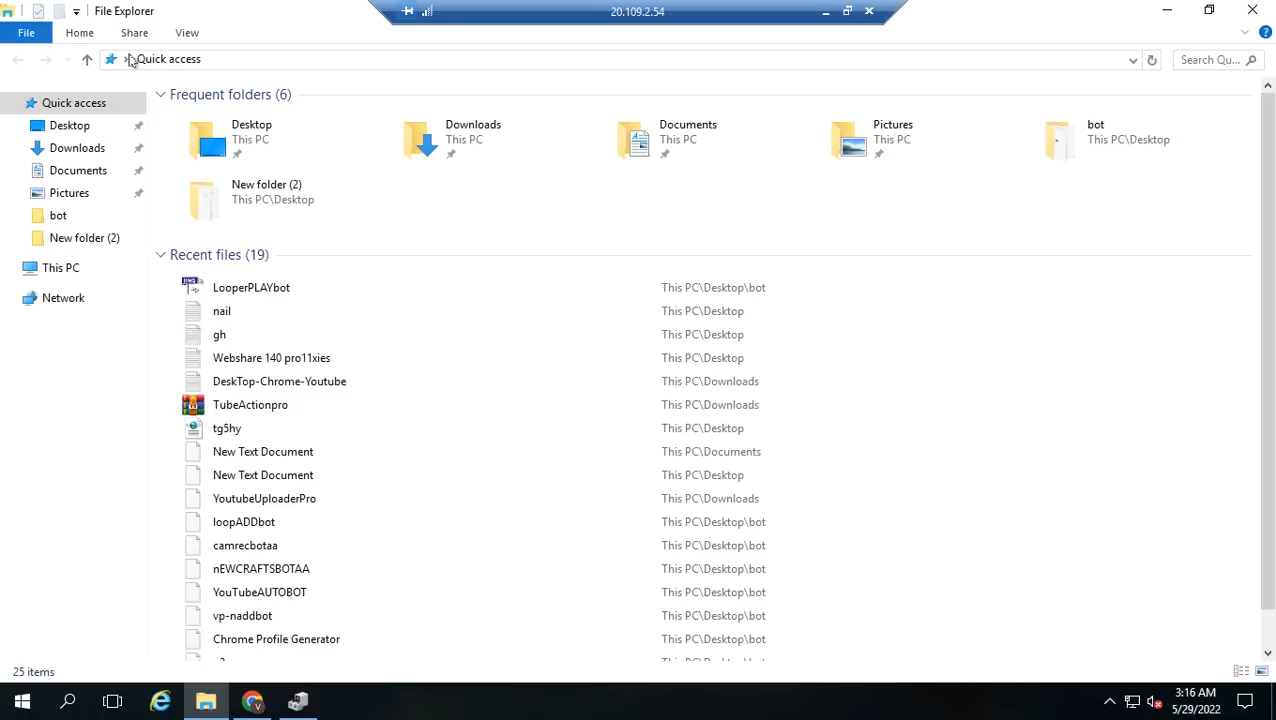 File Explorer
20.109.2.54
File Home Share View
Quick access
Search Qu...
Quick access
Desktop
Downloads
Documents
Pictures
bot
New folder (2)
This PC
Network
Frequent folders (6)
Desktop
This PC
Downloads
This PC
Documents
This PC
Pictures
This PC
bot
This PC\Desktop
New folder (2)
This PC\Desktop
Recent files (19)
LooperPLAYbot This PC\Desktop\bot
nail This PC\Desktop
gh This PC\Desktop
Webshare 140 pro11xies This PC\Desktop
DeskTop-Chrome-Youtube This PC\Downloads
TubeActionpro This PC\Downloads
tg5hy This PC\Desktop
New Text Document This PC\Documents
New Text Document This PC\Desktop
YoutubeUploaderPro This PC\Downloads
loopADDbot This PC\Desktop\bot
camrecbotaa This PC\Desktop\bot
nEWCRAFTSBOTAA This PC\Desktop\bot
YouTubeAUTOBOT This PC\Desktop\bot
vp-naddbot This PC\Desktop\bot
Chrome Profile Generator This PC\Desktop\bot
25 items
3:16 AM
5/29/2022